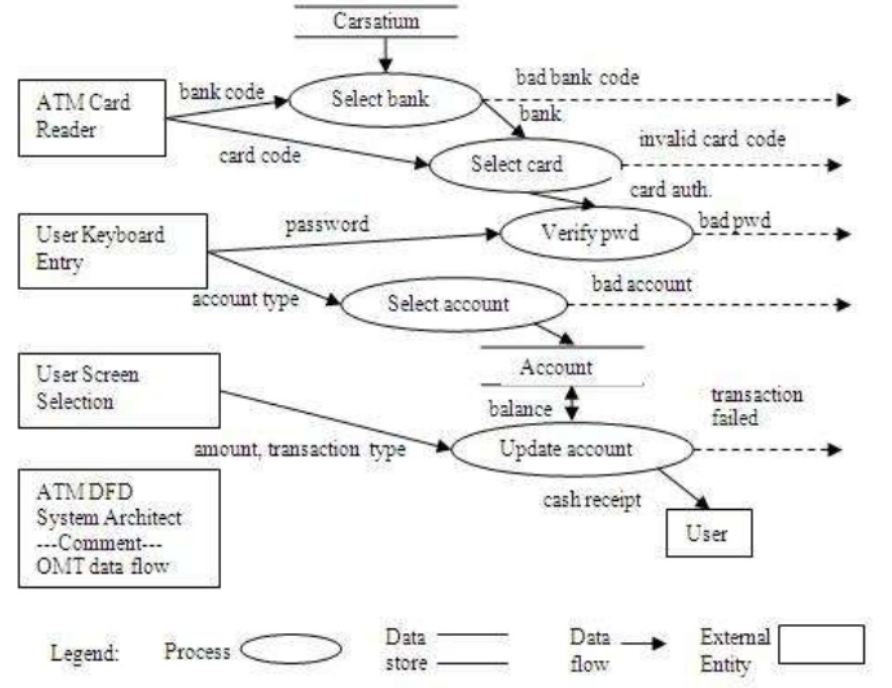 Carsatium
ATM Card
Reader
bank code
Select bank
bad bank code
bank
card code
Select card
invalid card code
card auth.
User Keyboard
Entry
password
Verify pwd
bad pwd
account type
Select account
bad account
User Screen
Selection
Account
balance
transaction
failed
amount, transaction type
Update account
cash receipt
User
ATM DFD
System Architect
---Comment---
OMT data flow
Legend:
Process
Data
store
Data
flow
External
Entity